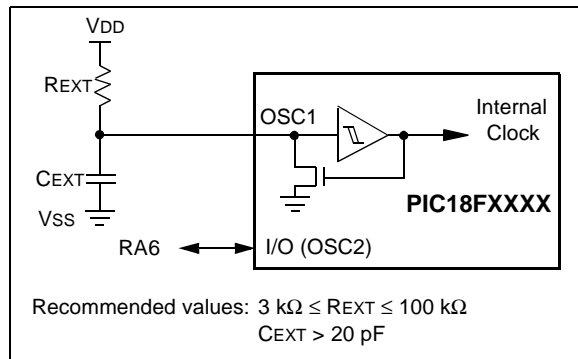 VDD
REXT
OSC1
Internal
Clock
CEXT
PIC18FXXXX
VSS
RA6
I/O (OSC2)
Recommended values: 3 kΩ ≤ REXT ≤ 100 kΩ
CEXT > 20 pF